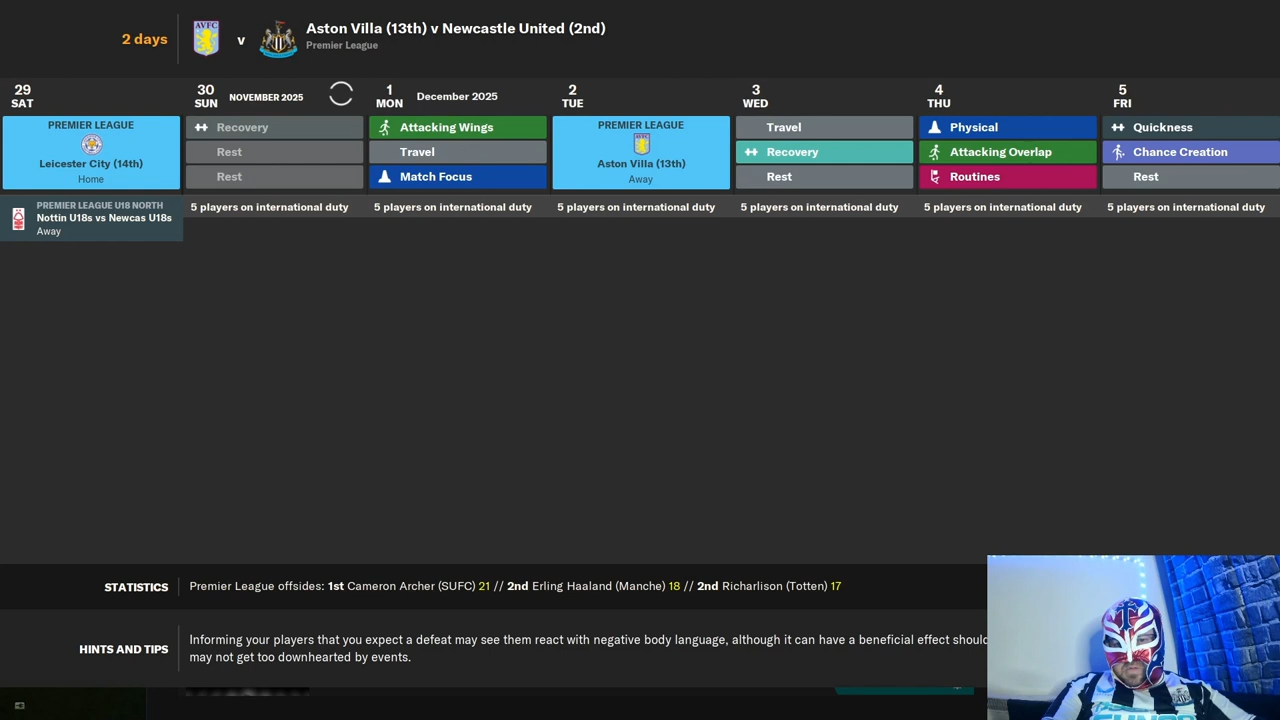 2 days
AVFC
v
Aston Villa (13th) v Newcastle United (2nd)
Premier League
29
SAT
30
SUN
NOVEMBER 2025
1
MON
December 2025
2
TUE
3
WED
4
THU
5
FRI
PREMIER LEAGUE
Leicester City (14th)
Home
Recovery
Rest
Rest
Attacking Wings
Travel
Match Focus
PREMIER LEAGUE
Aston Villa (13th)
Away
Travel
Recovery
Rest
Physical
Attacking Overlap
Routines
Quickness
Chance Creation
Rest
PREMIER LEAGUE U18 NORTH
Nottin U18s vs Newcas U18s
Away
5 players on international duty
5 players on international duty
5 players on international duty
5 players on international duty
5 players on international duty
5 players on international duty
STATISTICS
Premier League offsides: 1st Cameron Archer (SUFC) 21 // 2nd Erling Haaland (Manche) 18 // 2nd Richarlison (Totten) 17
HINTS AND TIPS
Informing your players that you expect a defeat may see them react with negative body language, although it can have a beneficial effect should
may not get too downhearted by events.